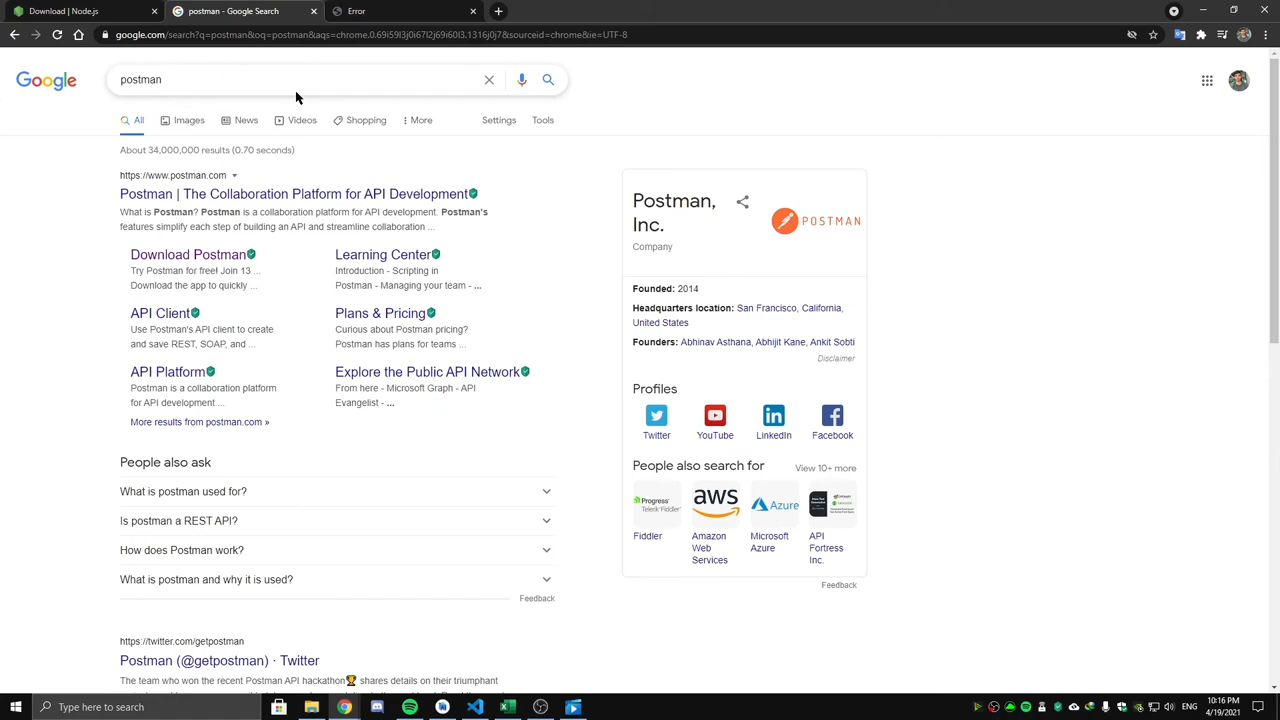 Download | Node.js
postman - Google Search
Error
google.com/search?q=postman&oq=postman&aqs=chrome.0.69i59l3j0i67l2j69i60l3.1316j0j7&sourceid=chrome&ie=UTF-8
Google
postman
All
Images
News
Videos
Shopping
More
Settings
Tools
About 34,000,000 results (0.70 seconds)
https://www.postman.com
Postman | The Collaboration Platform for API Development
What is Postman? Postman is a collaboration platform for API development. Postman's
features simplify each step of building an API and streamline collaboration ...
Download Postman
Try Postman for free! Join 13 ...
Download the app to quickly ...
Learning Center
Introduction - Scripting in
Postman - Managing your team - ...
API Client
Use Postman's API client to create
and save REST, SOAP, and ...
Plans & Pricing
Curious about Postman pricing?
Postman has plans for teams ...
API Platform
Postman is a collaboration platform
for API development ...
Explore the Public API Network
From here - Microsoft Graph - API
Evangelist - ...
More results from postman.com »
People also ask
What is postman used for?
Is postman a REST API?
How does Postman work?
What is postman and why it is used?
Feedback
https://twitter.com/getpostman
Postman (@getpostman) · Twitter
The team who won the recent Postman API hackathon🏆 shares details on their triumphant
Postman,
Inc.
Company
POSTMAN
Founded: 2014
Headquarters location: San Francisco, California,
United States
Founders: Abhinav Asthana, Abhijit Kane, Ankit Sobti
Disclaimer
Profiles
Twitter
YouTube
LinkedIn
Facebook
People also search for
View 10+ more
Progress
Telerik Fiddler
aws
Azure
Fiddler
Amazon
Web
Services
Microsoft
Azure
API
Fortress
Inc.
Feedback
Type here to search
ENG
10:16 PM
4/19/2021